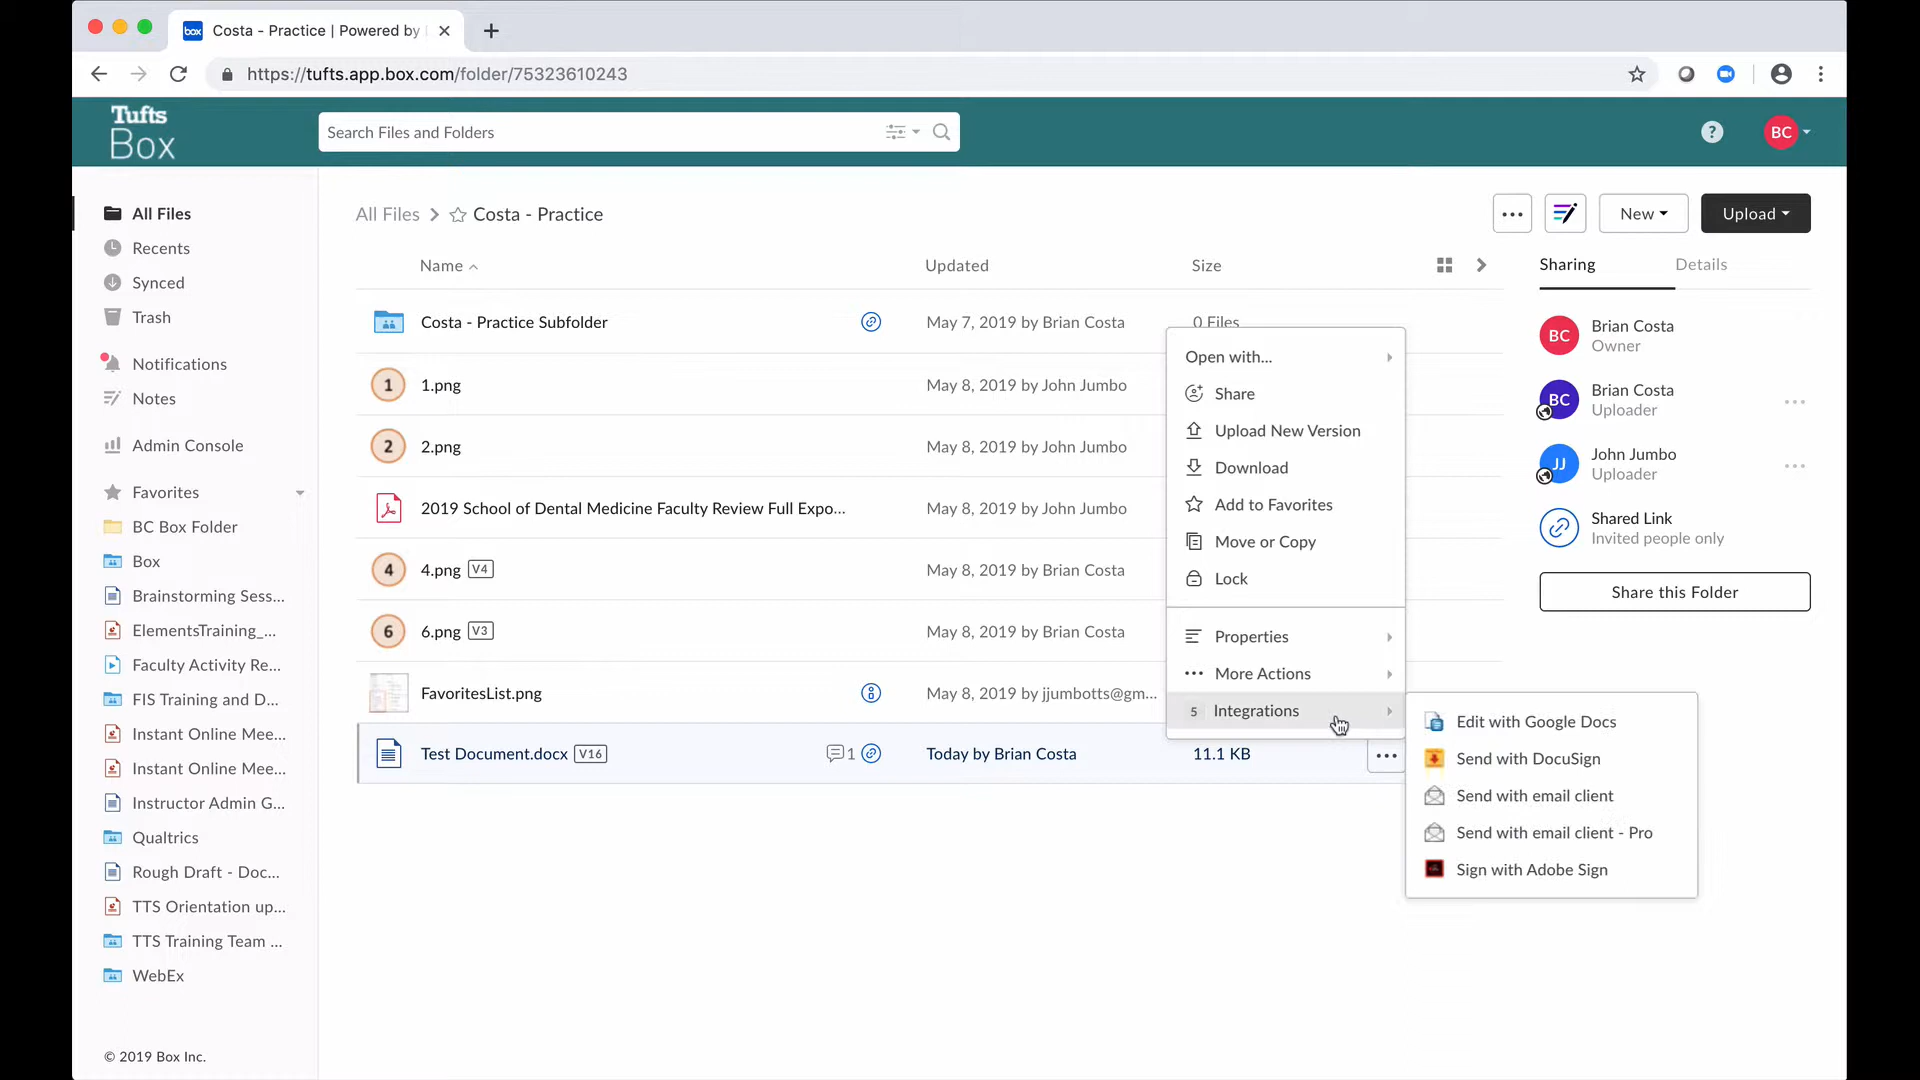 Costa - Practice | Powered by
https://tufts.app.box.com/folder/75323610243
Tufts
Box
Search Files and Folders
?
BC
All Files
Recents
Synced
Trash
Notifications
Notes
Admin Console
Favorites
BC Box Folder
Box
Brainstorming Sess...
ElementsTraining_...
Faculty Activity Re...
FIS Training and D...
Instant Online Mee...
Instant Online Mee...
Instructor Admin G...
Qualtrics
Rough Draft - Doc...
TTS Orientation up...
TTS Training Team ...
WebEx
© 2019 Box Inc.
All Files > Costa - Practice
New
Upload
Name
Updated
Size
Costa - Practice Subfolder
May 7, 2019 by Brian Costa
0 Files
1
1.png
May 8, 2019 by John Jumbo
2
2.png
May 8, 2019 by John Jumbo
2019 School of Dental Medicine Faculty Review Full Expo...
May 8, 2019 by John Jumbo
4
4.png V4
May 8, 2019 by Brian Costa
6
6.png V3
May 8, 2019 by Brian Costa
FavoritesList.png
May 8, 2019 by jjumbotts@gm...
Test Document.docx V16
1
Today by Brian Costa
11.1 KB
Open with...
Share
Upload New Version
Download
Add to Favorites
Move or Copy
Lock
Properties
More Actions
5 Integrations
Edit with Google Docs
Send with DocuSign
Send with email client
Send with email client - Pro
Sign with Adobe Sign
Sharing
Details
BC
Brian Costa
Owner
BC
Brian Costa
Uploader
JJ
John Jumbo
Uploader
Shared Link
Invited people only
Share this Folder